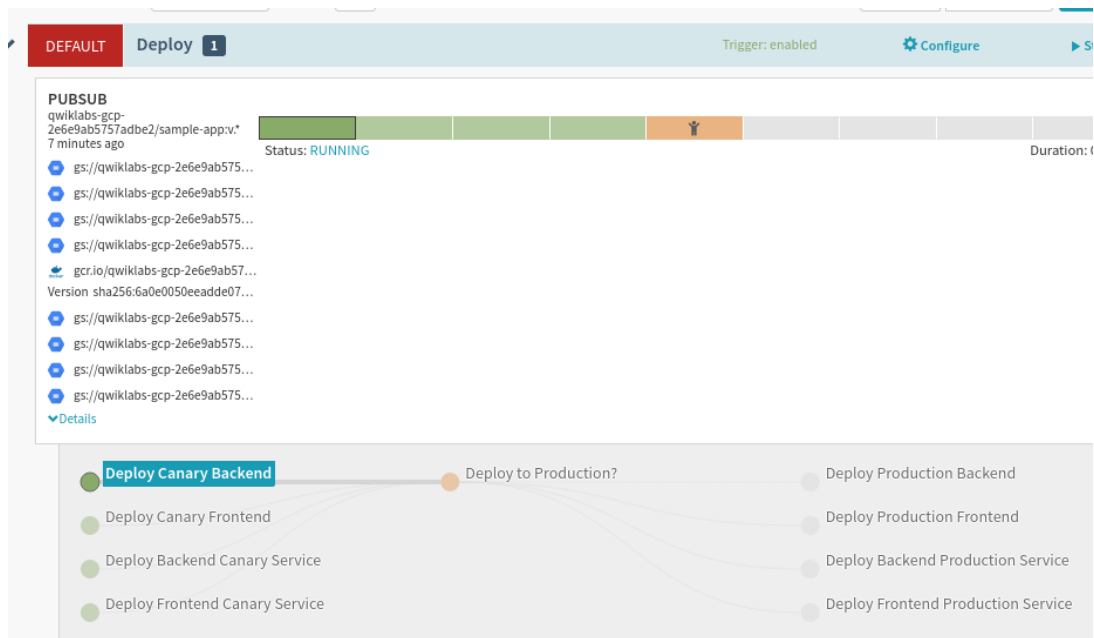 DEFAULT Deploy 1 Trigger: enabled Configure
PUBSUB
qwiklabs-gcp-
2e6e9ab5757adbe2/sample-app:v.*
7 minutes ago
Status: RUNNING Duration:
gs://qwiklabs-gcp-2e6e9ab575...
gs://qwiklabs-gcp-2e6e9ab575...
gs://qwiklabs-gcp-2e6e9ab575...
gs://qwiklabs-gcp-2e6e9ab575...
gcr.io/qwiklabs-gcp-2e6e9ab57...
Version sha256:6a0e0050eeadde07...
gs://qwiklabs-gcp-2e6e9ab575...
gs://qwiklabs-gcp-2e6e9ab575...
gs://qwiklabs-gcp-2e6e9ab575...
gs://qwiklabs-gcp-2e6e9ab575...
Details
Deploy Canary Backend Deploy to Production? Deploy Production Backend
Deploy Canary Frontend Deploy Production Frontend
Deploy Backend Canary Service Deploy Backend Production Service
Deploy Frontend Canary Service Deploy Frontend Production Service